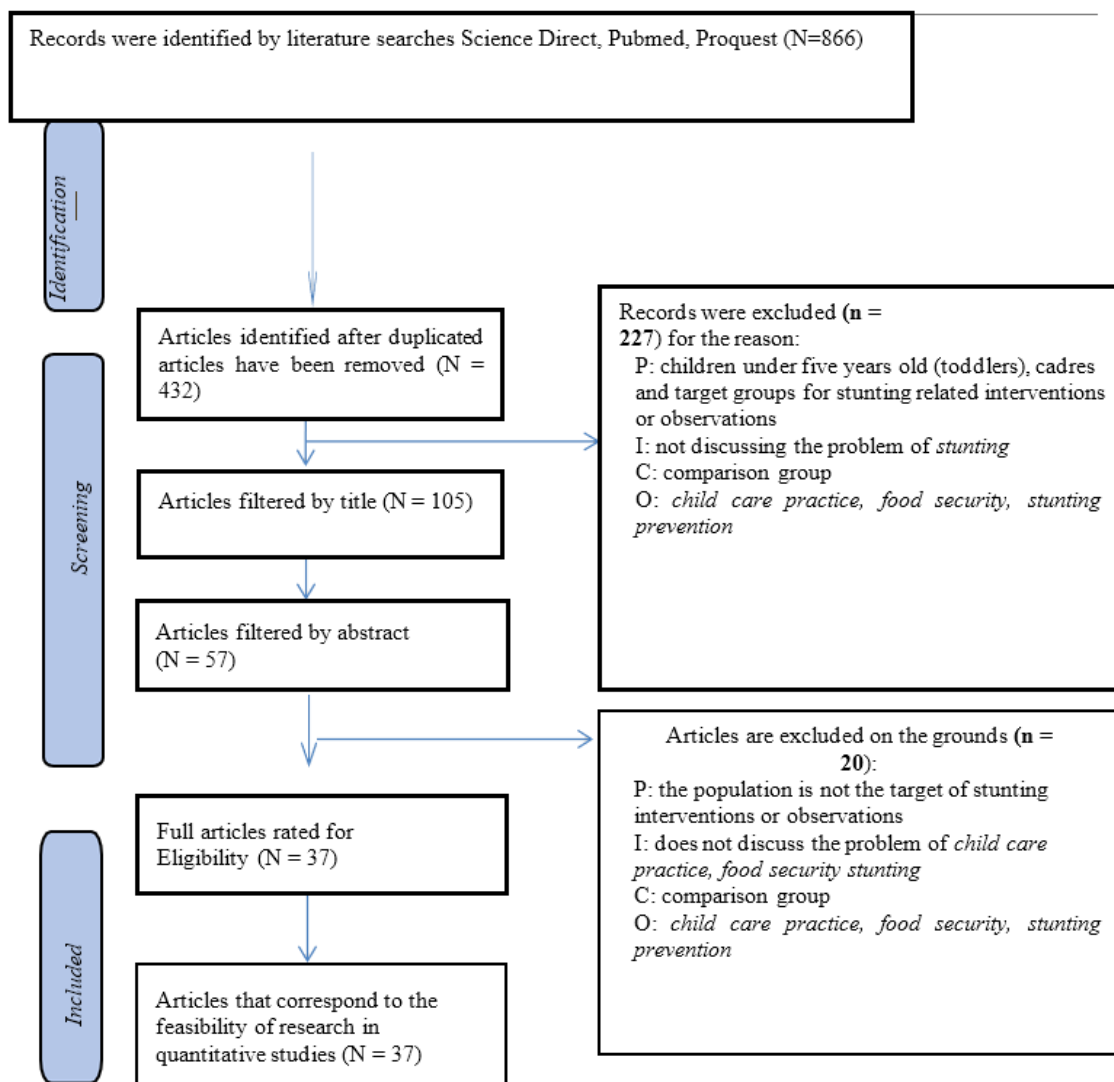 Records were identified by literature searches Science Direct, Pubmed, Proquest (N=866)
Identification
Articles identified after duplicated
articles have been removed (N =
432)
Records were excluded (n =
227) for the reason:
P: children under five years old (toddlers), cadres
and target groups for stunting related interventions
or observations
I: not discussing the problem of stunting
C: comparison group
O: child care practice, food security, stunting
prevention
Screening
Articles filtered by title (N = 105)
Articles filtered by abstract
(N = 57)
Articles are excluded on the grounds (n =
20):
P: the population is not the target of stunting
interventions or observations
I: does not discuss the problem of child care
practice, food security stunting
C: comparison group
O: child care practice, food security, stunting
prevention
Full articles rated for
Eligibility (N = 37)
Included
Articles that correspond to the
feasibility of research in
quantitative studies (N = 37)